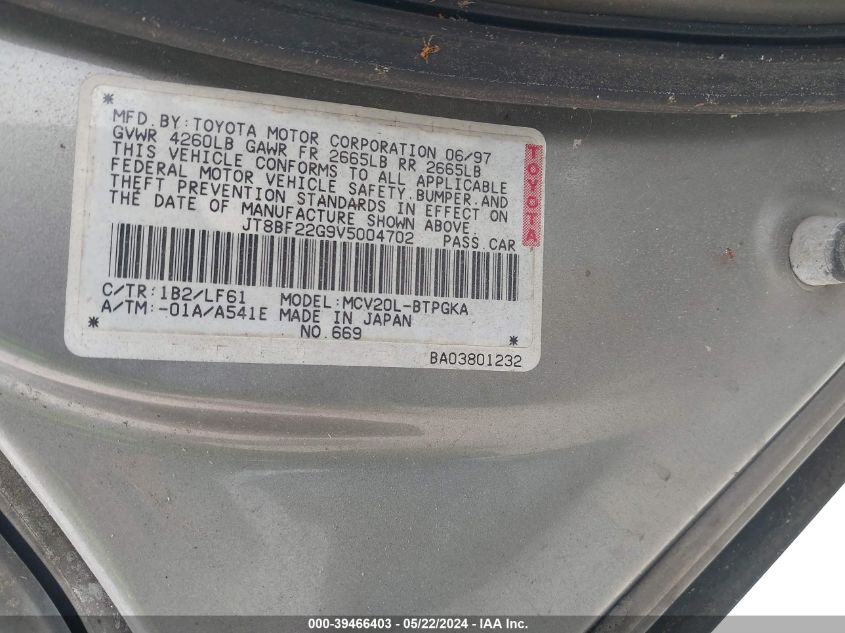 MFD. BY: TOYOTA MOTOR CORPORATION 06/97
GVWR 4260LB GAWR FR 2665LB RR 2665LB
THIS VEHICLE CONFORMS TO ALL APPLICABLE
FEDERAL MOTOR VEHICLE SAFETY, BUMPER, AND
THEFT PREVENTION STANDARDS IN EFFECT ON
THE DATE OF MANUFACTURE SHOWN ABOVE.
JT8BF22G9V5004702 PASS. CAR
TOYOTA
C/TR: 1B2/LF61 MODEL: MCV20L-BTPGKA
A/TM: -01A/A541E MADE IN JAPAN
NO. 669
BA03801232
000-39466403 - 05/22/2024 - IAA Inc.